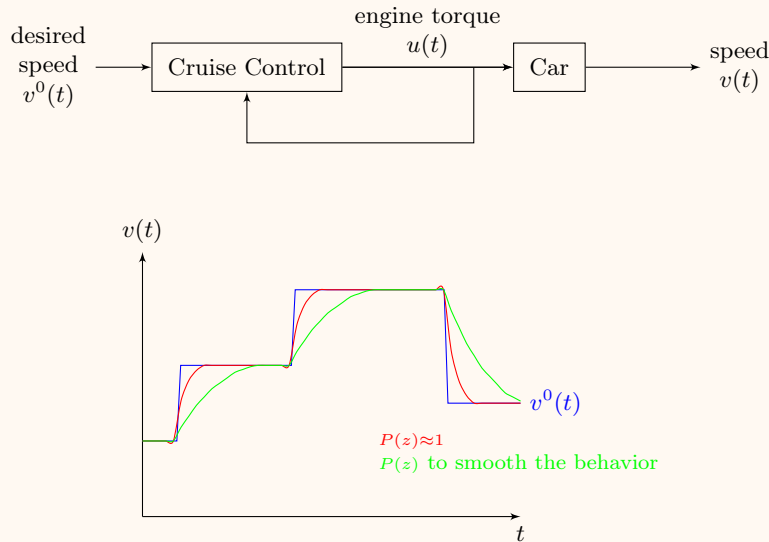 desired
speed
v⁰(t)
Cruise Control
engine torque
u(t)
Car
speed
v(t)
v(t)
v⁰(t)
P(z)≈1
P(z) to smooth the behavior
t